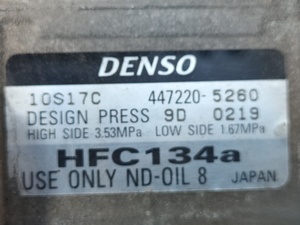 DENSO
10S17C 447220-5260
DESIGN PRESS 9D 0219
HIGH SIDE 3.53MPa LOW SIDE 1.67MPa
HFC134a
USE ONLY ND-OIL 8 JAPAN